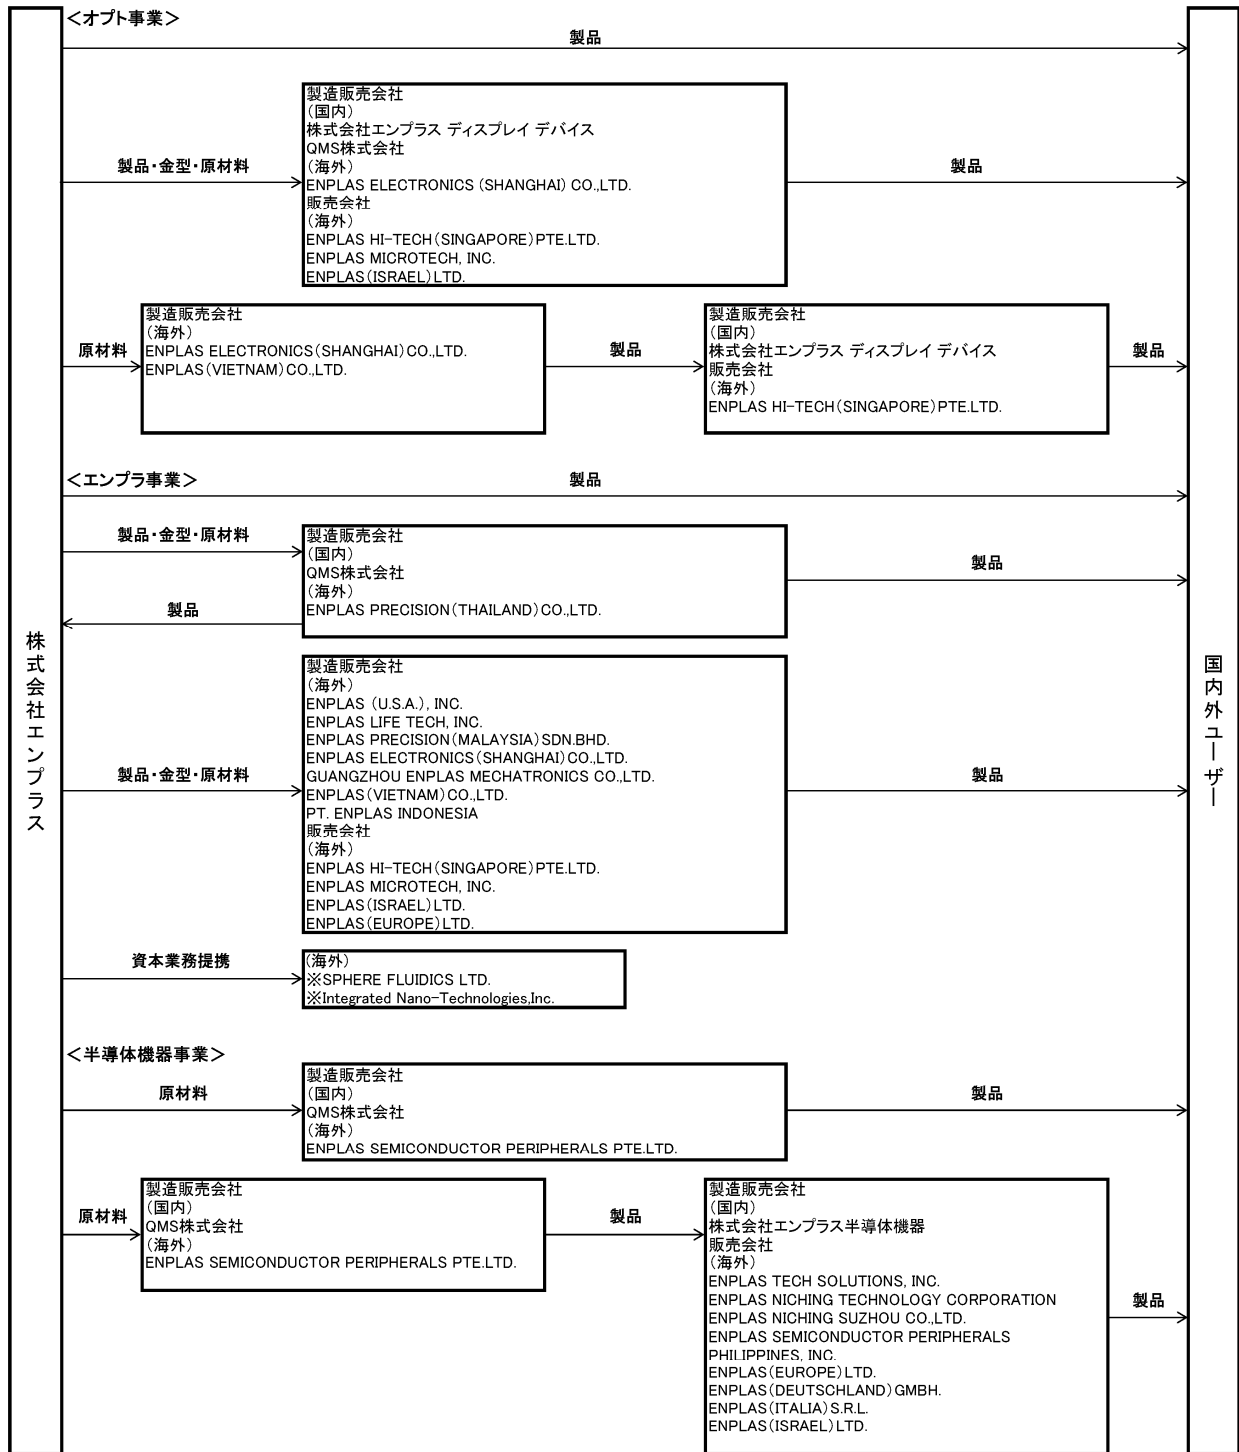 ＜オプト事業＞
製品
製品・金型・原材料
製造販売会社
(国内)
株式会社エンプラス ディスプレイ デバイス
QMS株式会社
(海外)
ENPLAS ELECTRONICS (SHANGHAI) CO.,LTD.
販売会社
(海外)
ENPLAS HI-TECH(SINGAPORE)PTE.LTD.
ENPLAS MICROTECH, INC.
ENPLAS(ISRAEL)LTD.
製品
原材料
製造販売会社
(海外)
ENPLAS ELECTRONICS(SHANGHAI)CO.,LTD.
ENPLAS(VIETNAM)CO.,LTD.
製品
製造販売会社
(国内)
株式会社エンプラス ディスプレイ デバイス
販売会社
(海外)
ENPLAS HI-TECH(SINGAPORE)PTE.LTD.
製品
＜エンプラ事業＞
製品
製品・金型・原材料
製品
製造販売会社
(国内)
QMS株式会社
(海外)
ENPLAS PRECISION(THAILAND)CO.,LTD.
製品
株式会社エンプラス
国内外ユーザー
製品・金型・原材料
製造販売会社
(海外)
ENPLAS (U.S.A.), INC.
ENPLAS LIFE TECH, INC.
ENPLAS PRECISION(MALAYSIA)SDN.BHD.
ENPLAS ELECTRONICS(SHANGHAI)CO.,LTD.
GUANGZHOU ENPLAS MECHATRONICS CO.,LTD.
ENPLAS(VIETNAM)CO.,LTD.
PT. ENPLAS INDONESIA
販売会社
(海外)
ENPLAS HI-TECH(SINGAPORE)PTE.LTD.
ENPLAS MICROTECH, INC.
ENPLAS(ISRAEL)LTD.
ENPLAS(EUROPE)LTD.
製品
資本業務提携
(海外)
※SPHERE FLUIDICS LTD.
※Integrated Nano-Technologies,Inc.
＜半導体機器事業＞
原材料
製造販売会社
(国内)
QMS株式会社
(海外)
ENPLAS SEMICONDUCTOR PERIPHERALS PTE.LTD.
製品
原材料
製造販売会社
(国内)
QMS株式会社
(海外)
ENPLAS SEMICONDUCTOR PERIPHERALS PTE.LTD.
製品
製造販売会社
(国内)
株式会社エンプラス半導体機器
販売会社
(海外)
ENPLAS TECH SOLUTIONS, INC.
ENPLAS NICHING TECHNOLOGY CORPORATION
ENPLAS NICHING SUZHOU CO.,LTD.
ENPLAS SEMICONDUCTOR PERIPHERALS
PHILIPPINES, INC.
ENPLAS(EUROPE)LTD.
ENPLAS(DEUTSCHLAND)GMBH.
ENPLAS(ITALIA)S.R.L.
ENPLAS(ISRAEL)LTD.
製品